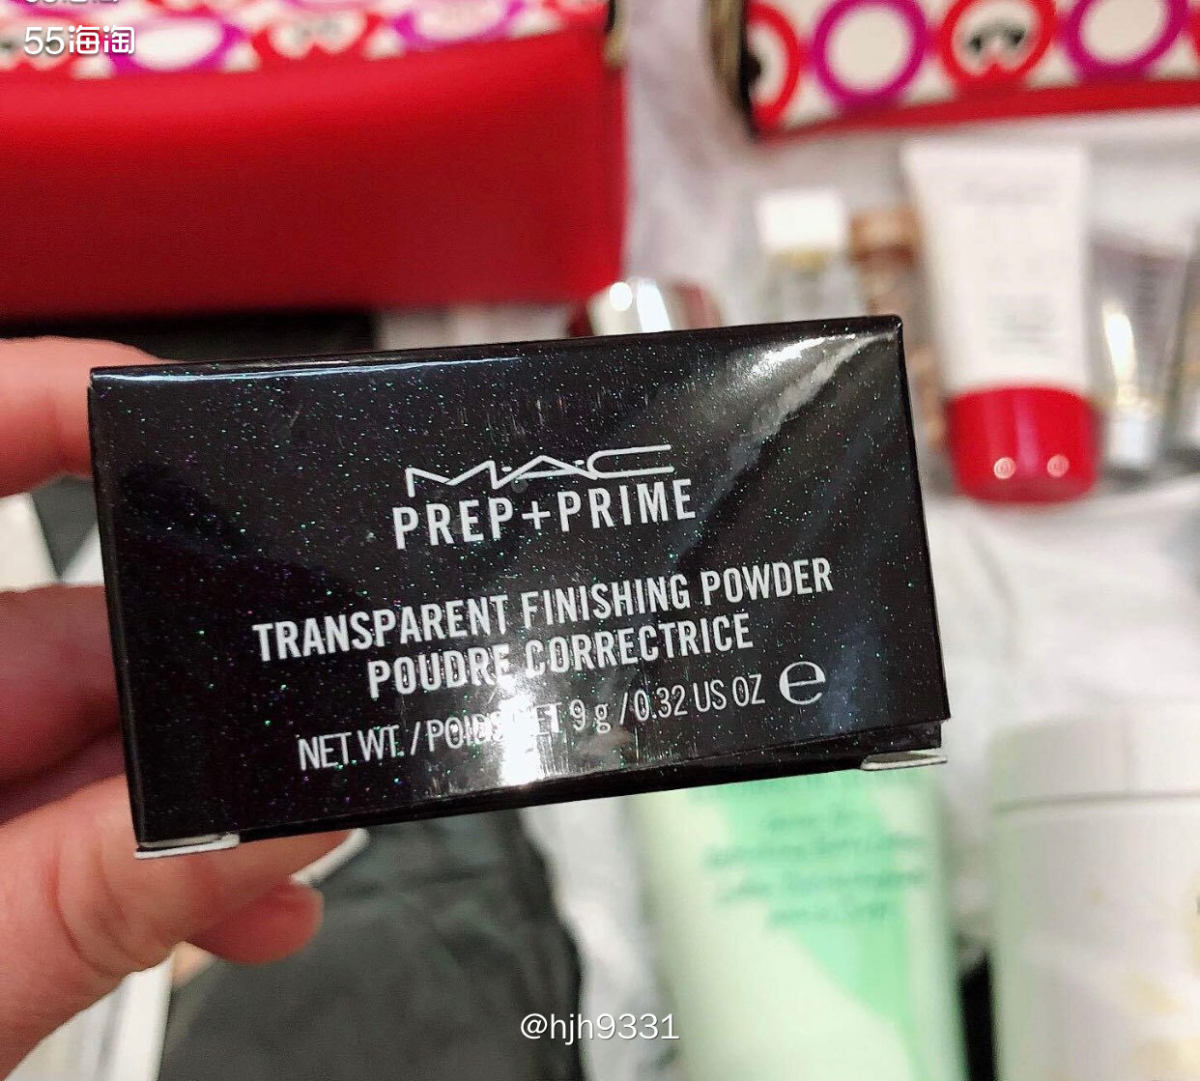 55海淘
MAC
PREP+PRIME
TRANSPARENT FINISHING POWDER
POUDRE CORRECTRICE
NET.WT./POIDS NET 9 g/0.32 US OZ e
@hjh9331